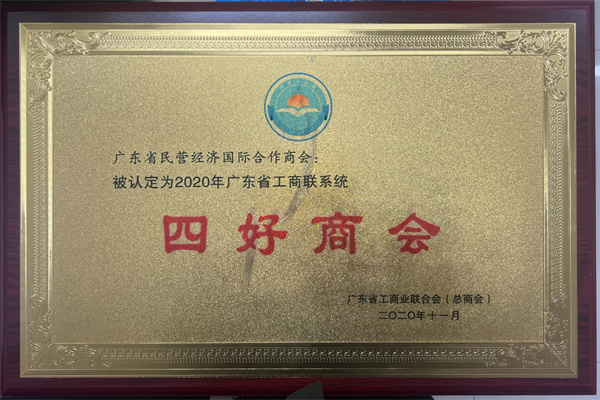 广东省民营经济国际合作商会：
被认定为2020年广东省工商联系统
四好商会
广东省工商业联合会（总商会）
二〇二〇年十一月